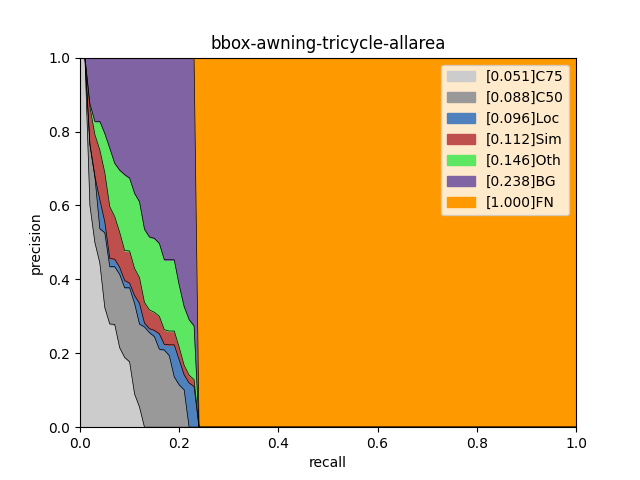 bbox-awning-tricycle-allarea
1.0
0.8
0.6
0.4
0.2
0.0
precision
[0.051]C75
[0.088]C50
[0.096]Loc
[0.112]Sim
[0.146]Oth
[0.238]BG
[1.000]FN
0.0 0.2 0.4 0.6 0.8 1.0
recall